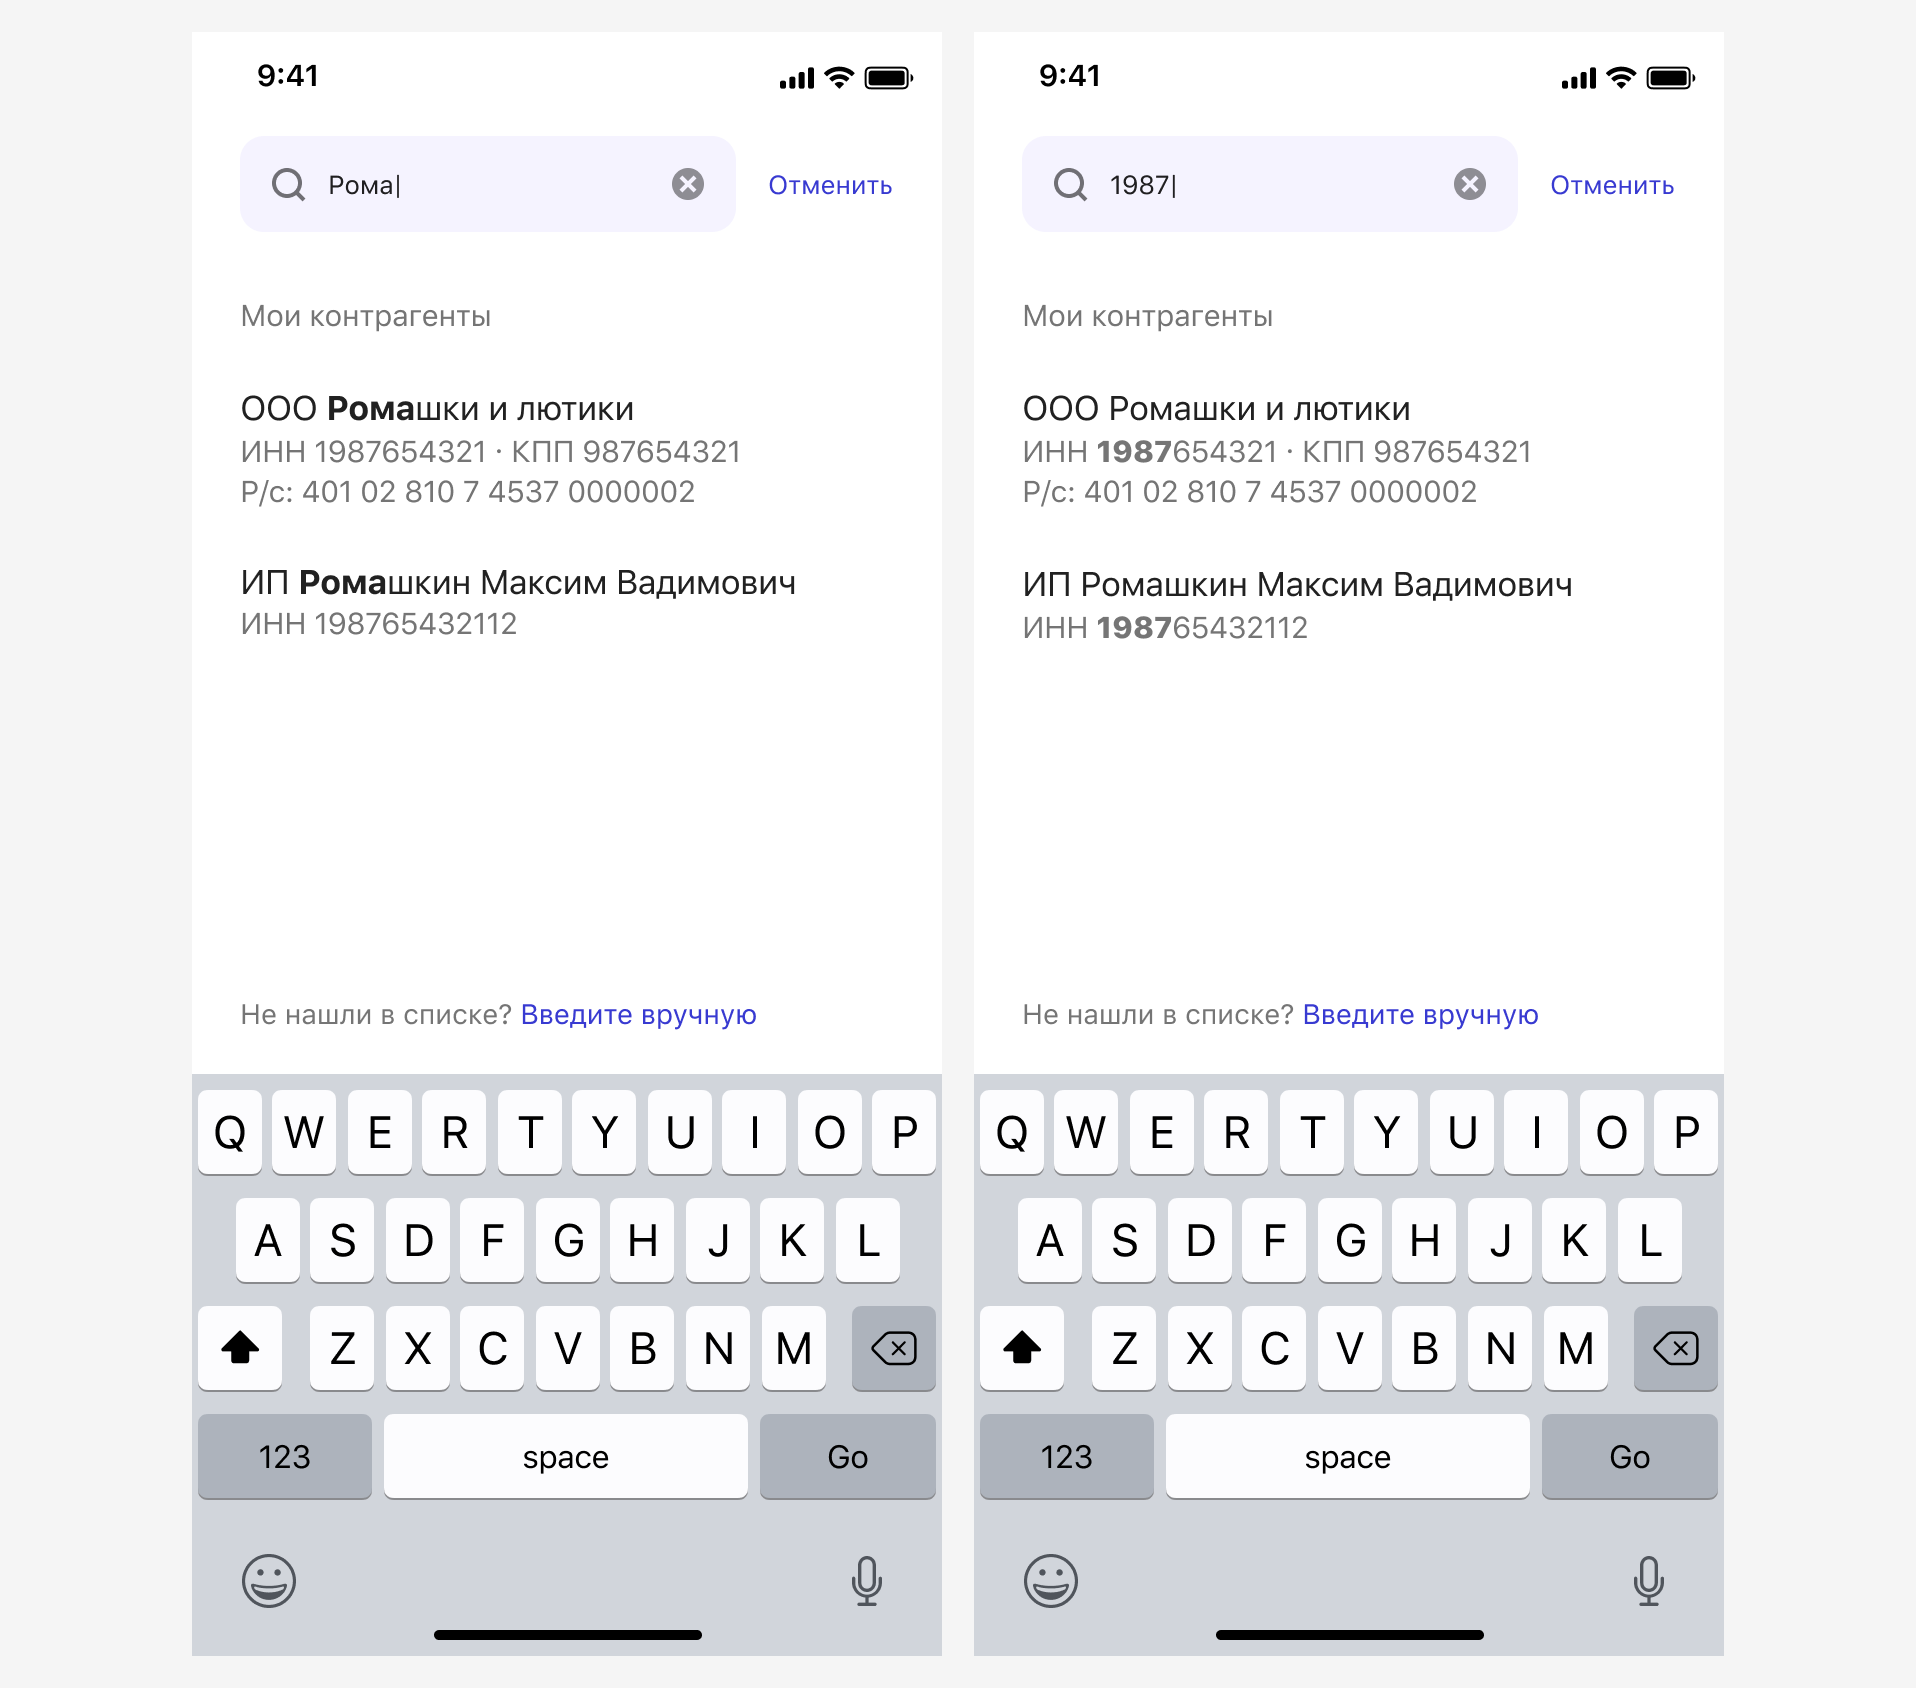 9:41
Рома
Отменить
Мои контрагенты
ООО Ромашки и лютики
ИНН 1987654321 · КПП 987654321
Р/с: 401 02 810 7 4537 0000002
ИП Ромашкин Максим Вадимович
ИНН 198765432112
Не нашли в списке? Введите вручную
Q W E R T Y U I O P
A S D F G H J K L
Z X C V B N M
123 space Go
9:41
1987
Отменить
Мои контрагенты
ООО Ромашки и лютики
ИНН 1987654321 · КПП 987654321
Р/с: 401 02 810 7 4537 0000002
ИП Ромашкин Максим Вадимович
ИНН 198765432112
Не нашли в списке? Введите вручную
Q W E R T Y U I O P
A S D F G H J K L
Z X C V B N M
123 space Go